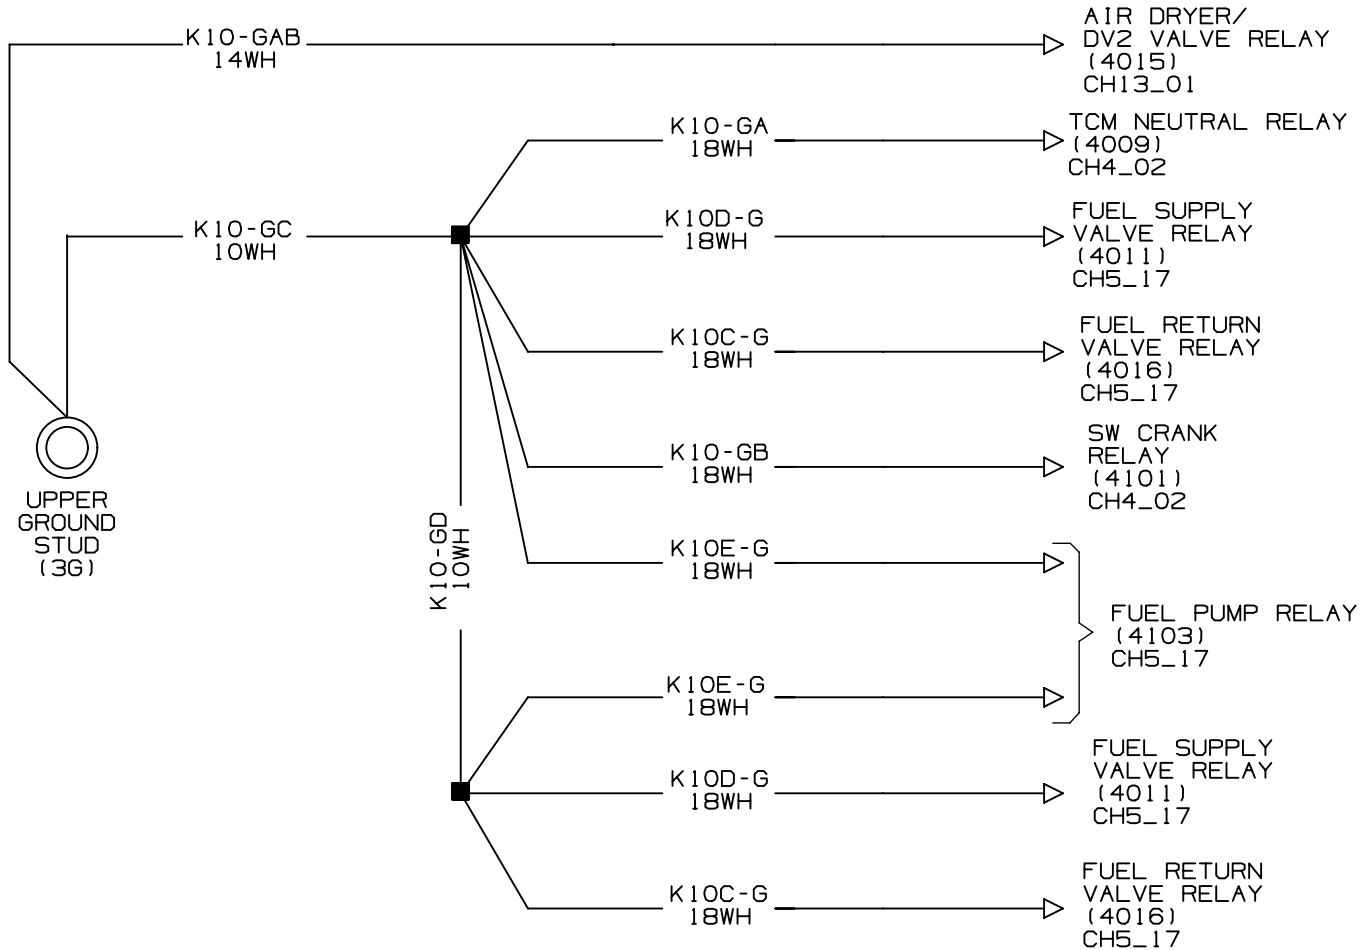 K10-GAB
14WH
AIR DRYER/
DV2 VALVE RELAY
(4015)
CH13_01
K10-GA
18WH
TCM NEUTRAL RELAY
(4009)
CH4_02
K10-GC
10WH
K10D-G
18WH
FUEL SUPPLY
VALVE RELAY
(4011)
CH5_17
K10C-G
18WH
FUEL RETURN
VALVE RELAY
(4016)
CH5_17
K10-GB
18WH
SW CRANK
RELAY
(4101)
CH4_02
UPPER
GROUND
STUD
(3G)
K10-GD
10WH
K10E-G
18WH
FUEL PUMP RELAY
(4103)
CH5_17
K10E-G
18WH
K10D-G
18WH
FUEL SUPPLY
VALVE RELAY
(4011)
CH5_17
K10C-G
18WH
FUEL RETURN
VALVE RELAY
(4016)
CH5_17